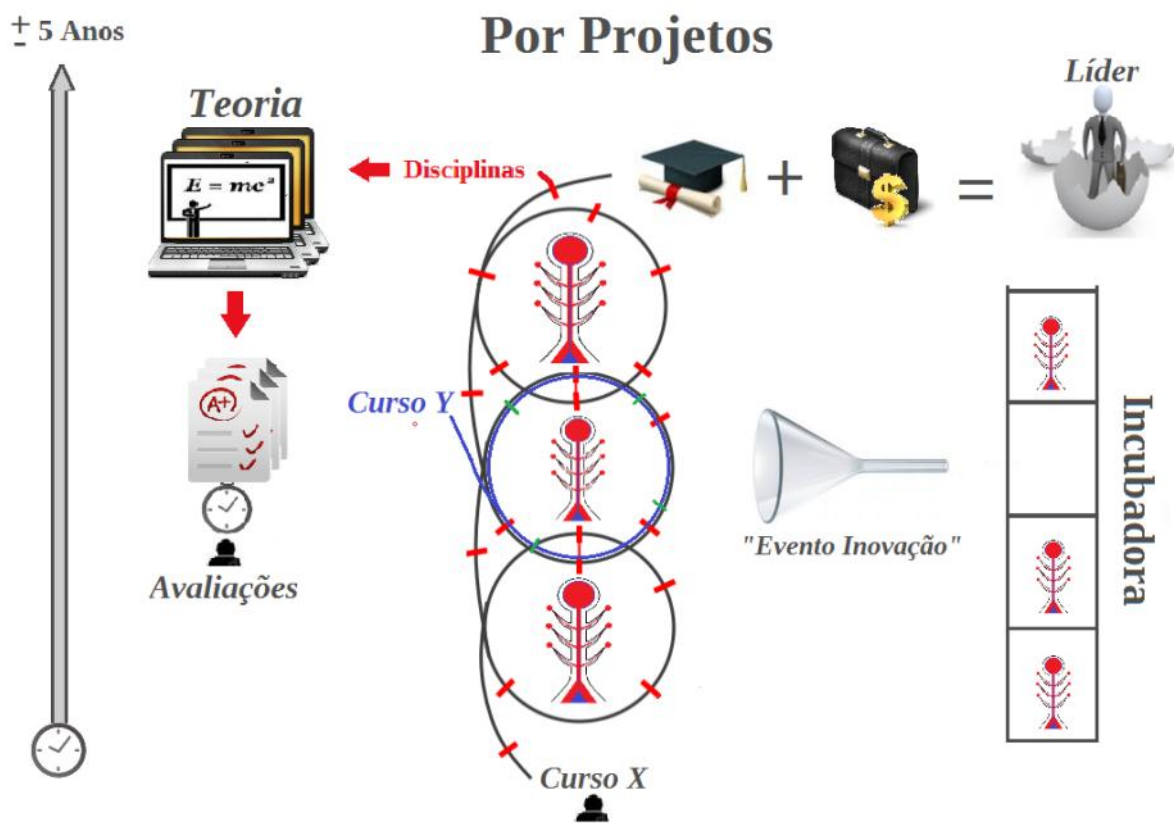 ± 5 Anos
Por Projetos
Líder
Teoria
E = mc²
Disciplinas
+
$
=
A+
Curso Y
"Evento Inovação"
Incubadora
Avaliações
Curso X